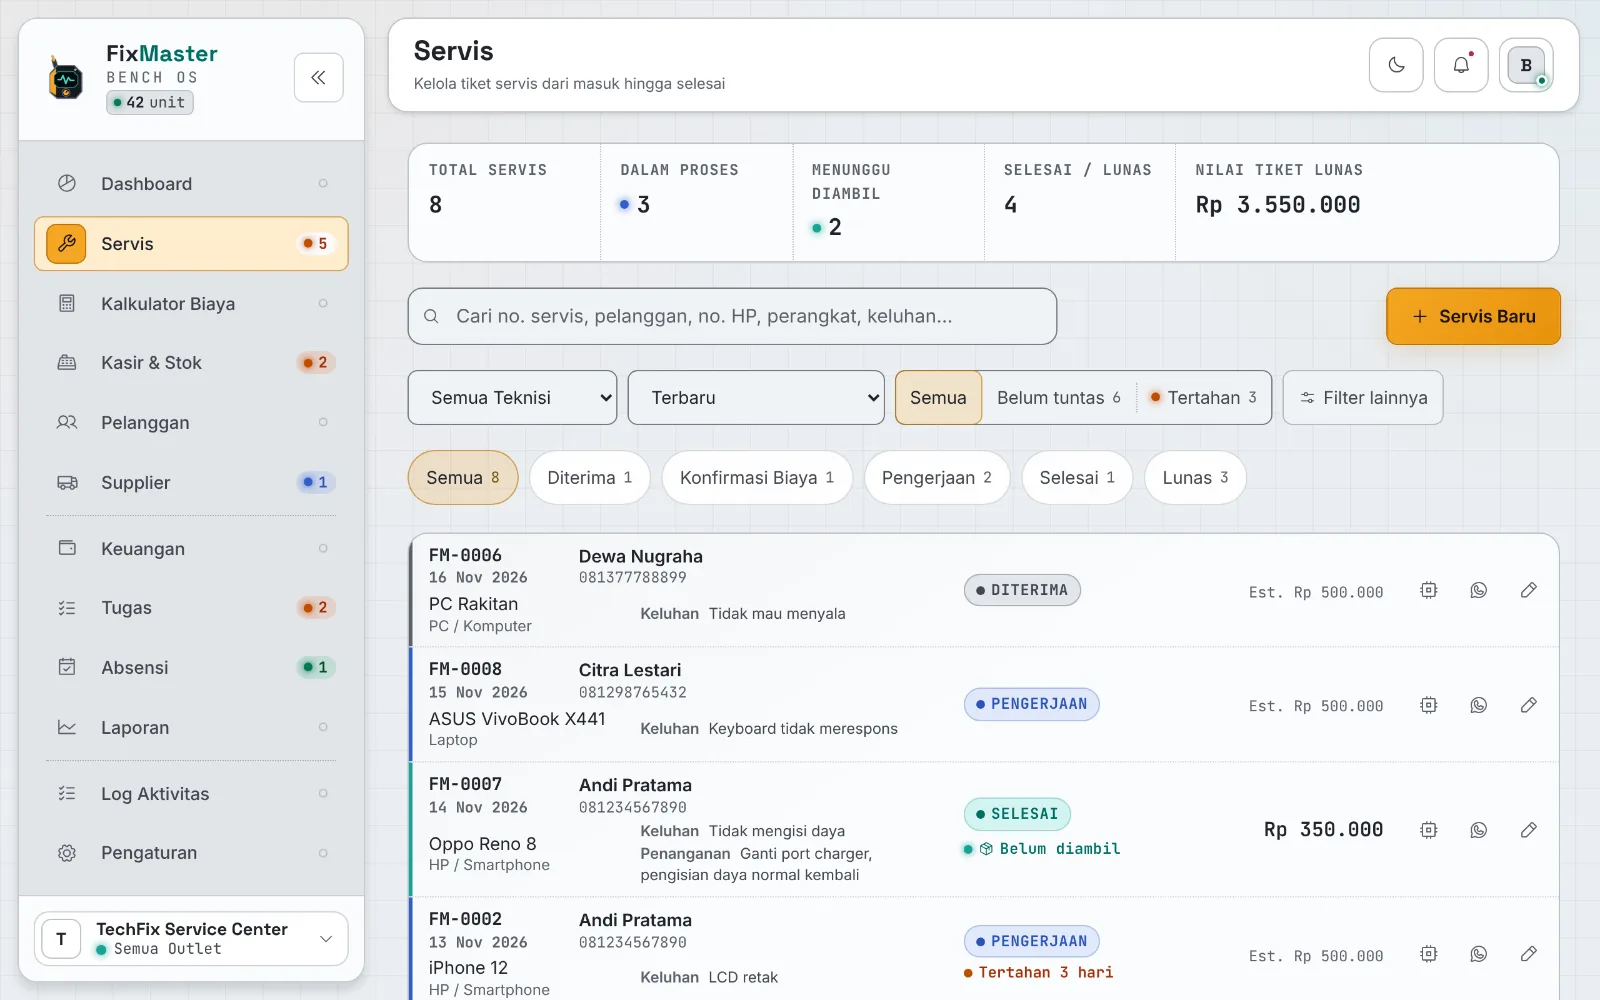 FixMaster
BENCH OS
42 unit
Dashboard
Servis 5
Kalkulator Biaya
Kasir & Stok 2
Pelanggan
Supplier 1
Keuangan
Tugas 2
Absensi 1
Laporan
Log Aktivitas
Pengaturan
T
TechFix Service Center
Semua Outlet
Servis
Kelola tiket servis dari masuk hingga selesai
B
TOTAL SERVIS
8
DALAM PROSES
3
MENUNGGU
DIAMBIL
2
SELESAI / LUNAS
4
NILAI TIKET LUNAS
Rp 3.550.000
Cari no. servis, pelanggan, no. HP, perangkat, keluhan...
+ Servis Baru
Semua Teknisi
Terbaru
Semua
Belum tuntas 6
Tertahan 3
Filter lainnya
Semua 8
Diterima 1
Konfirmasi Biaya 1
Pengerjaan 2
Selesai 1
Lunas 3
FM-0006
16 Nov 2026
PC Rakitan
PC / Komputer
Dewa Nugraha
081377788899
Keluhan Tidak mau menyala
DITERIMA
Est. Rp 500.000
FM-0008
15 Nov 2026
ASUS VivoBook X441
Laptop
Citra Lestari
081298765432
Keluhan Keyboard tidak merespons
PENGERJAAN
Est. Rp 500.000
FM-0007
14 Nov 2026
Oppo Reno 8
HP / Smartphone
Andi Pratama
081234567890
Keluhan Tidak mengisi daya
Penanganan Ganti port charger,
pengisian daya normal kembali
SELESAI
Belum diambil
Rp 350.000
FM-0002
13 Nov 2026
iPhone 12
HP / Smartphone
Andi Pratama
081234567890
Keluhan LCD retak
PENGERJAAN
Tertahan 3 hari
Est. Rp 500.000